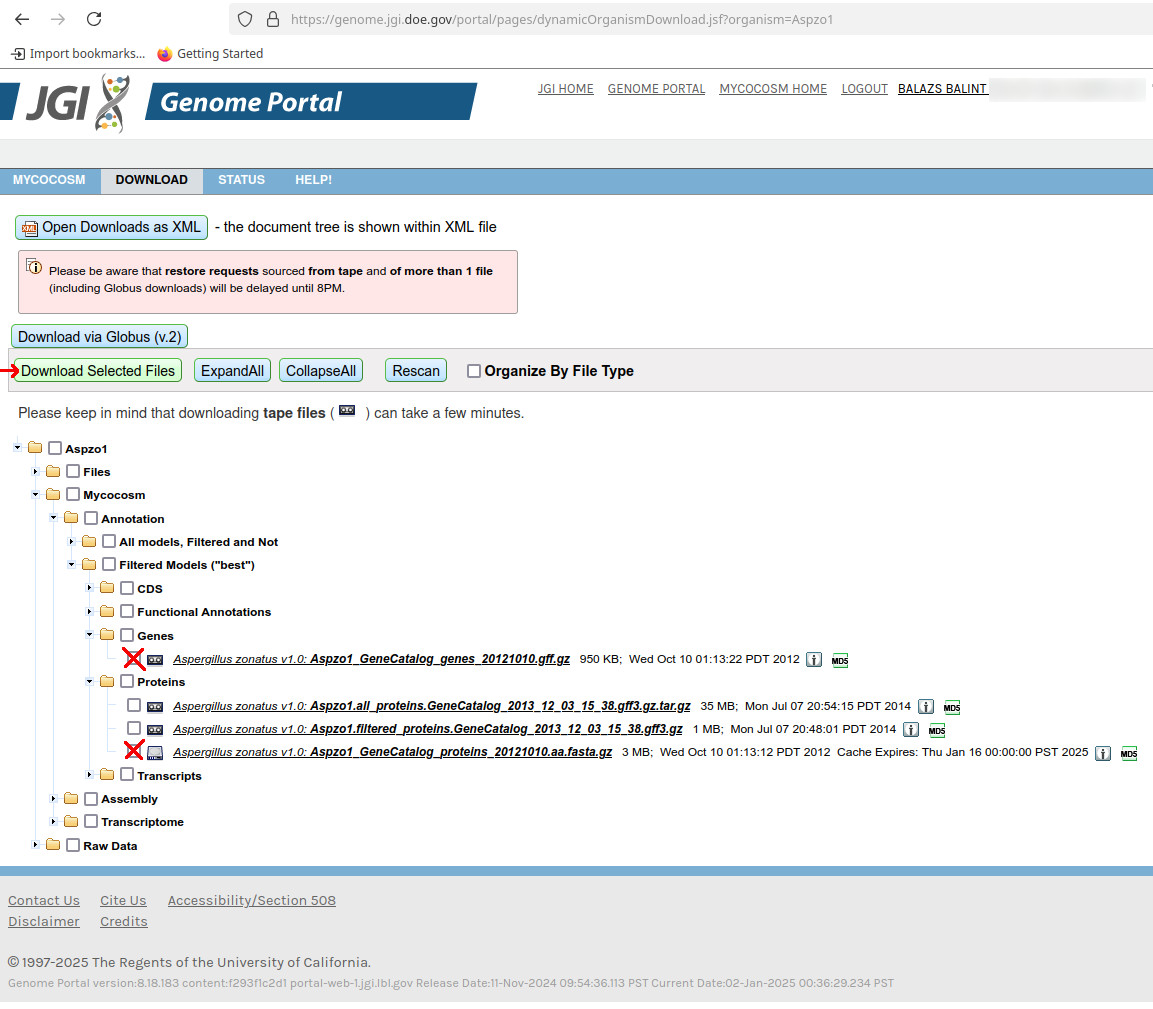 https://genome.jgi.doe.gov/portal/pages/dynamicOrganismDownload.jsf?organism=Aspzo1
Import bookmarks... Getting Started
JGI Genome Portal
JGI HOME GENOME PORTAL MYCOCOSM HOME LOGOUT BALAZS BALINT
MYCOCOSM DOWNLOAD STATUS HELP!
XML Open Downloads as XML - the document tree is shown within XML file
Please be aware that restore requests sourced from tape and of more than 1 file
(including Globus downloads) will be delayed until 8PM.
Download via Globus (v.2)
Download Selected Files ExpandAll CollapseAll Rescan Organize By File Type
Please keep in mind that downloading tape files ( ) can take a few minutes.
Aspzo1
Files
Mycocosm
Annotation
All models, Filtered and Not
Filtered Models ("best")
CDS
Functional Annotations
Genes
Aspergillus zonatus v1.0: Aspzo1_GeneCatalog_genes_20121010.gff.gz 950 KB; Wed Oct 10 01:13:22 PDT 2012 MD5
Proteins
Aspergillus zonatus v1.0: Aspzo1.all_proteins.GeneCatalog_2013_12_03_15_38.gff3.gz.tar.gz 35 MB; Mon Jul 07 20:54:15 PDT 2014 MD5
Aspergillus zonatus v1.0: Aspzo1.filtered_proteins.GeneCatalog_2013_12_03_15_38.gff3.gz 1 MB; Mon Jul 07 20:48:01 PDT 2014 MD5
Aspergillus zonatus v1.0: Aspzo1_GeneCatalog_proteins_20121010.aa.fasta.gz 3 MB; Wed Oct 10 01:13:12 PDT 2012 Cache Expires: Thu Jan 16 00:00:00 PST 2025 MD5
Transcripts
Assembly
Transcriptome
Raw Data
Contact Us Cite Us Accessibility/Section 508
Disclaimer Credits
© 1997-2025 The Regents of the University of California.
Genome Portal version:8.18.183 content:f293f1c2d1 portal-web-1.jgi.lbl.gov Release Date:11-Nov-2024 09:54:36.113 PST Current Date:02-Jan-2025 00:36:29.234 PST